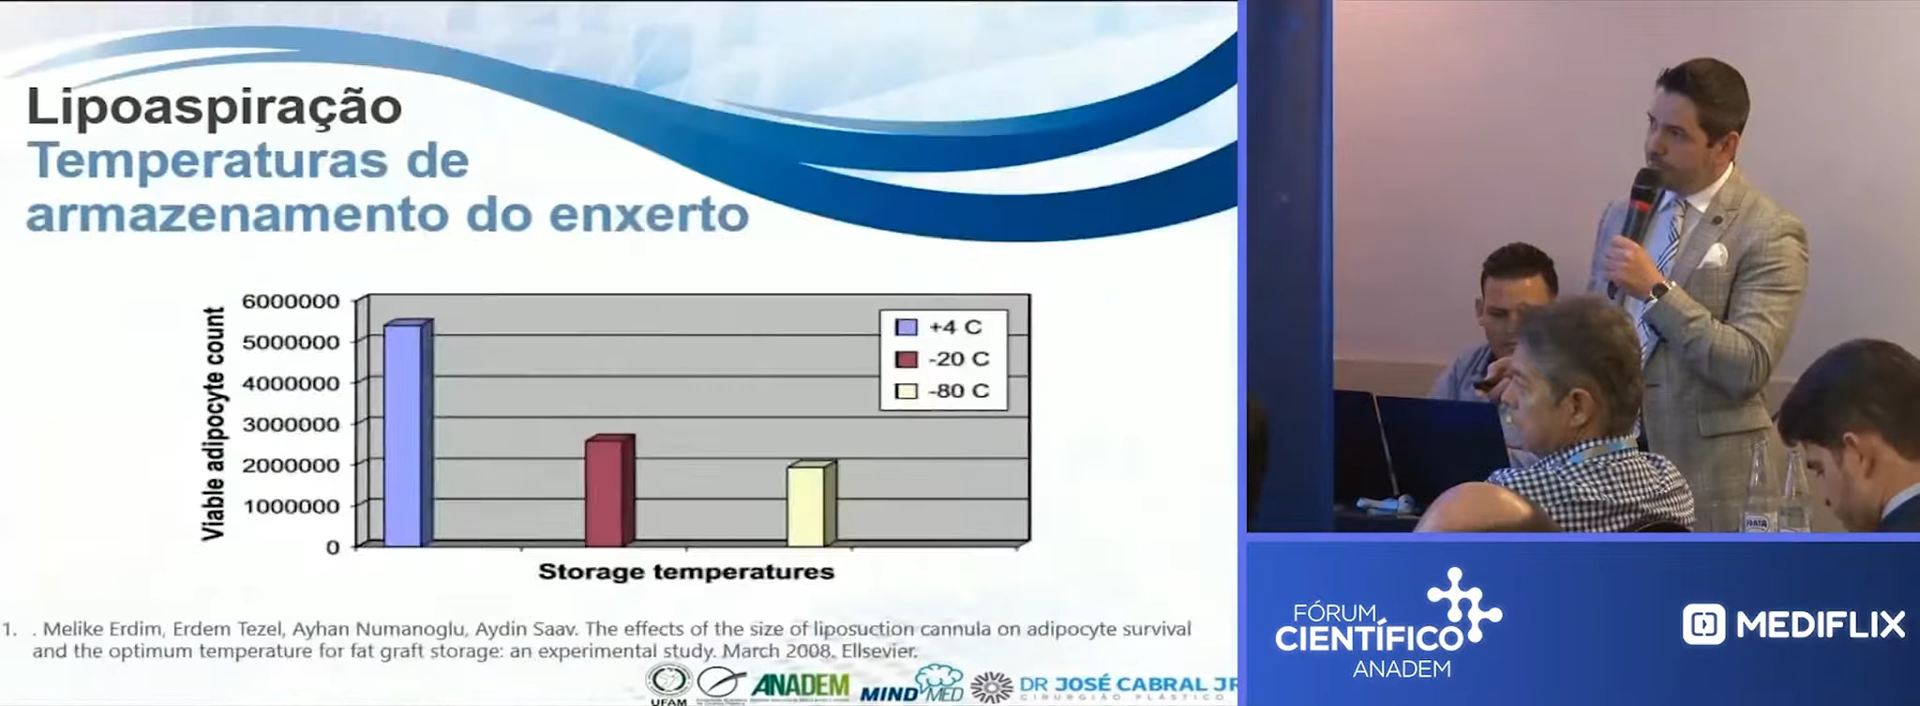 Lipoaspiração
Temperaturas de
armazenamento do enxerto
Viable adipocyte count
6000000
5000000
4000000
3000000
2000000
1000000
0
+4 C
-20 C
-80 C
Storage temperatures
1. . Melike Erdim, Erdem Tezel, Ayhan Numanoglu, Aydin Saav. The effects of the size of liposuction cannula on adipocyte survival
and the optimum temperature for fat graft storage: an experimental study. March 2008. Ellsevier.
UFAM
ANADEM
MINDMED
DR JOSÉ CABRAL JR
CIRURGIÃO PLÁSTICO
FÓRUM
CIENTÍFICO
ANADEM
MEDIFLIX